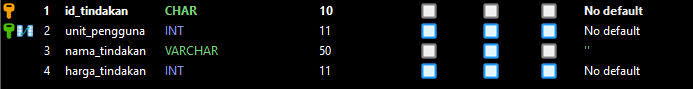 1 id_tindakan CHAR 10 No default
2 unit_pengguna INT 11 No default
3 nama_tindakan VARCHAR 50 ''
4 harga_tindakan INT 11 No default